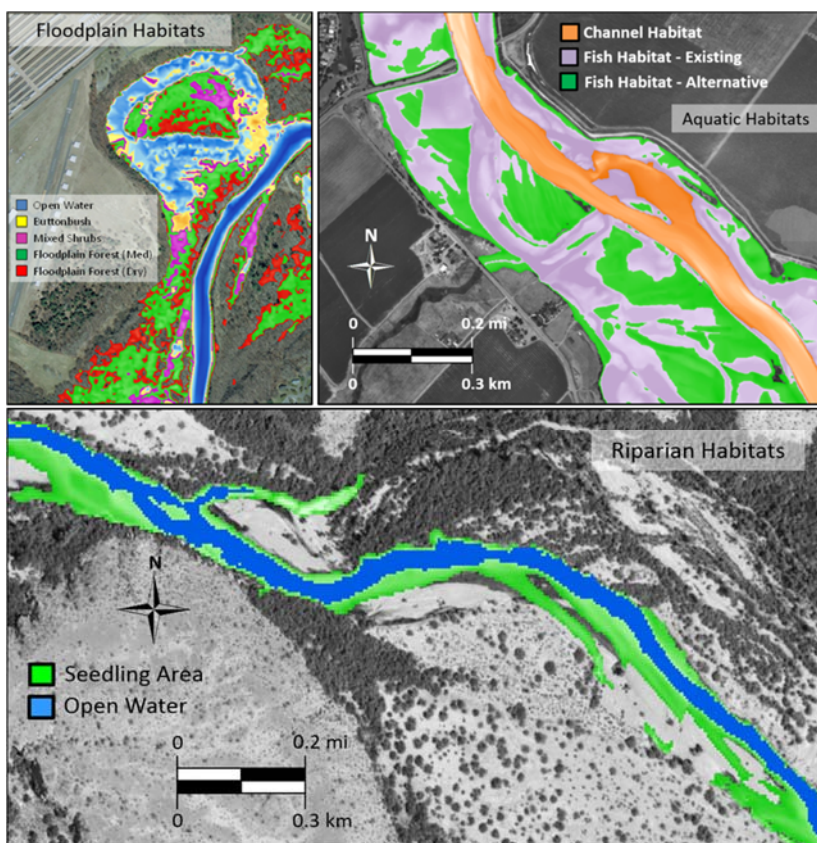 Floodplain Habitats
Open Water
Buttonbush
Mixed Shrubs
Floodplain Forest (Med)
Floodplain Forest (Dry)
Channel Habitat
Fish Habitat - Existing
Fish Habitat - Alternative
Aquatic Habitats
N
0 0.2 mi
0 0.3 km
Riparian Habitats
N
Seedling Area
Open Water
0 0.2 mi
0 0.3 km